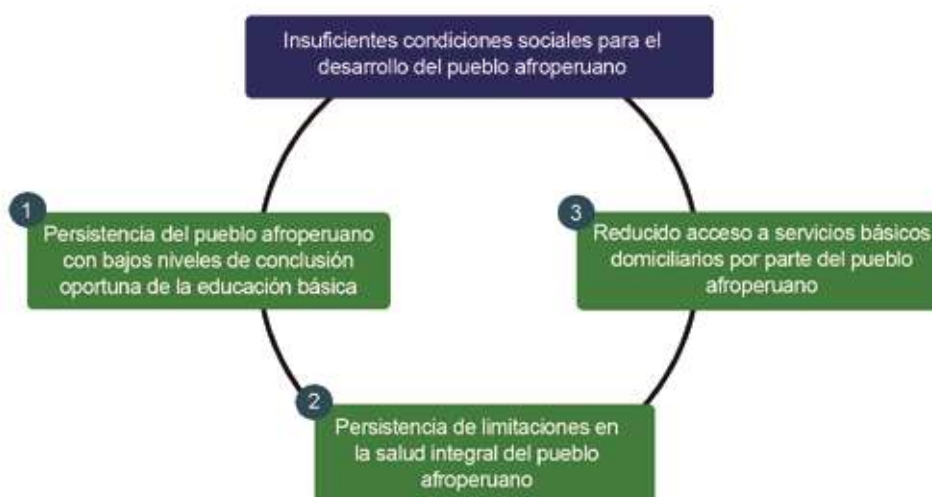 Insuficientes condiciones sociales para el
desarrollo del pueblo afroperuano
1
Persistencia del pueblo afroperuano
con bajos niveles de conclusión
oportuna de la educación básica
3
Reducido acceso a servicios básicos
domiciliarios por parte del pueblo
afroperuano
2
Persistencia de limitaciones en
la salud integral del pueblo
afroperuano